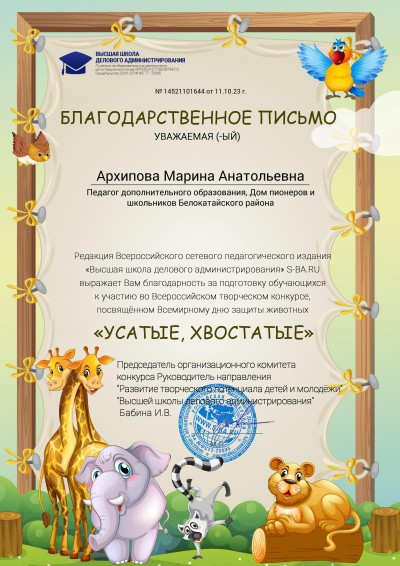 ВЫСШАЯ ШКОЛА
ДЕЛОВОГО АДМИНИСТРИРОВАНИЯ
№ 14521101644 от 11.10.23 г.
БЛАГОДАРСТВЕННОЕ ПИСЬМО
УВАЖАЕМАЯ (-ЫЙ)
Архипова Марина Анатольевна
Педагог дополнительного образования, Дом пионеров и
школьников Белокатайского района
Редакция Всероссийского сетевого педагогического издания
«Высшая школа делового администрирования» S-BA.RU
выражает Вам благодарность за подготовку обучающихся
к участию во Всероссийском творческом конкурсе,
посвящённом Всемирному дню защиты животных
«УСАТЫЕ, ХВОСТАТЫЕ»
Председатель организационного комитета
конкурса Руководитель направления
"Развитие творческого потенциала детей и молодёжи"
"Высшей школы делового администрирования"
Бабина И.В.